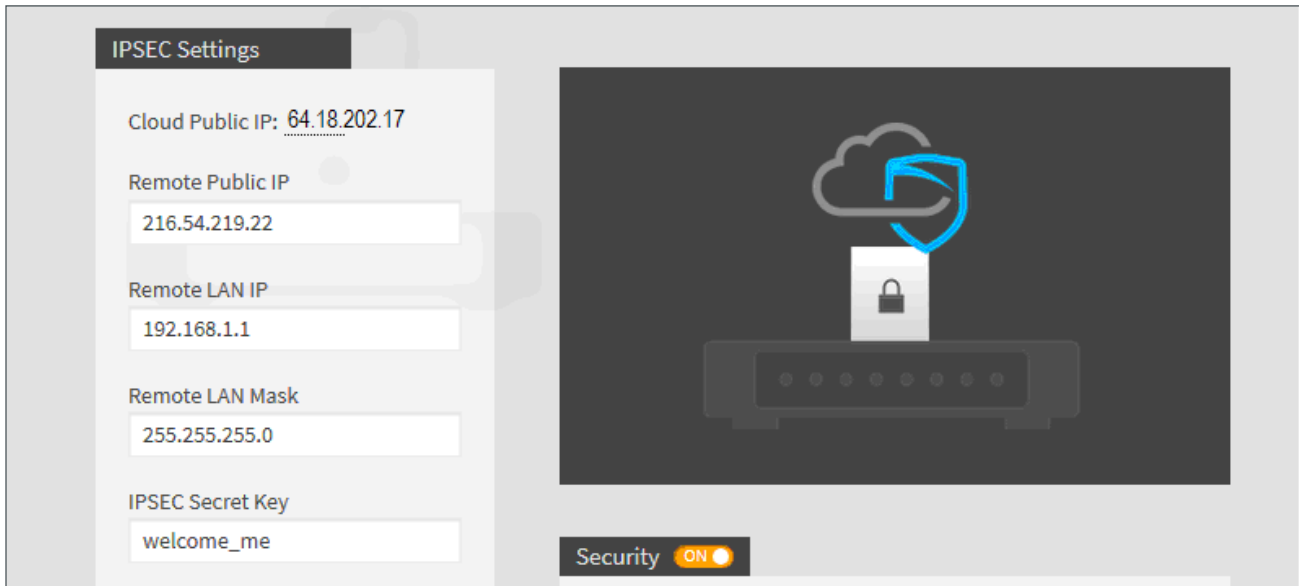 IPSEC Settings
Cloud Public IP: 64.18.202.17
Remote Public IP
216.54.219.22
Remote LAN IP
192.168.1.1
Remote LAN Mask
255.255.255.0
IPSEC Secret Key
welcome_me
Security ON